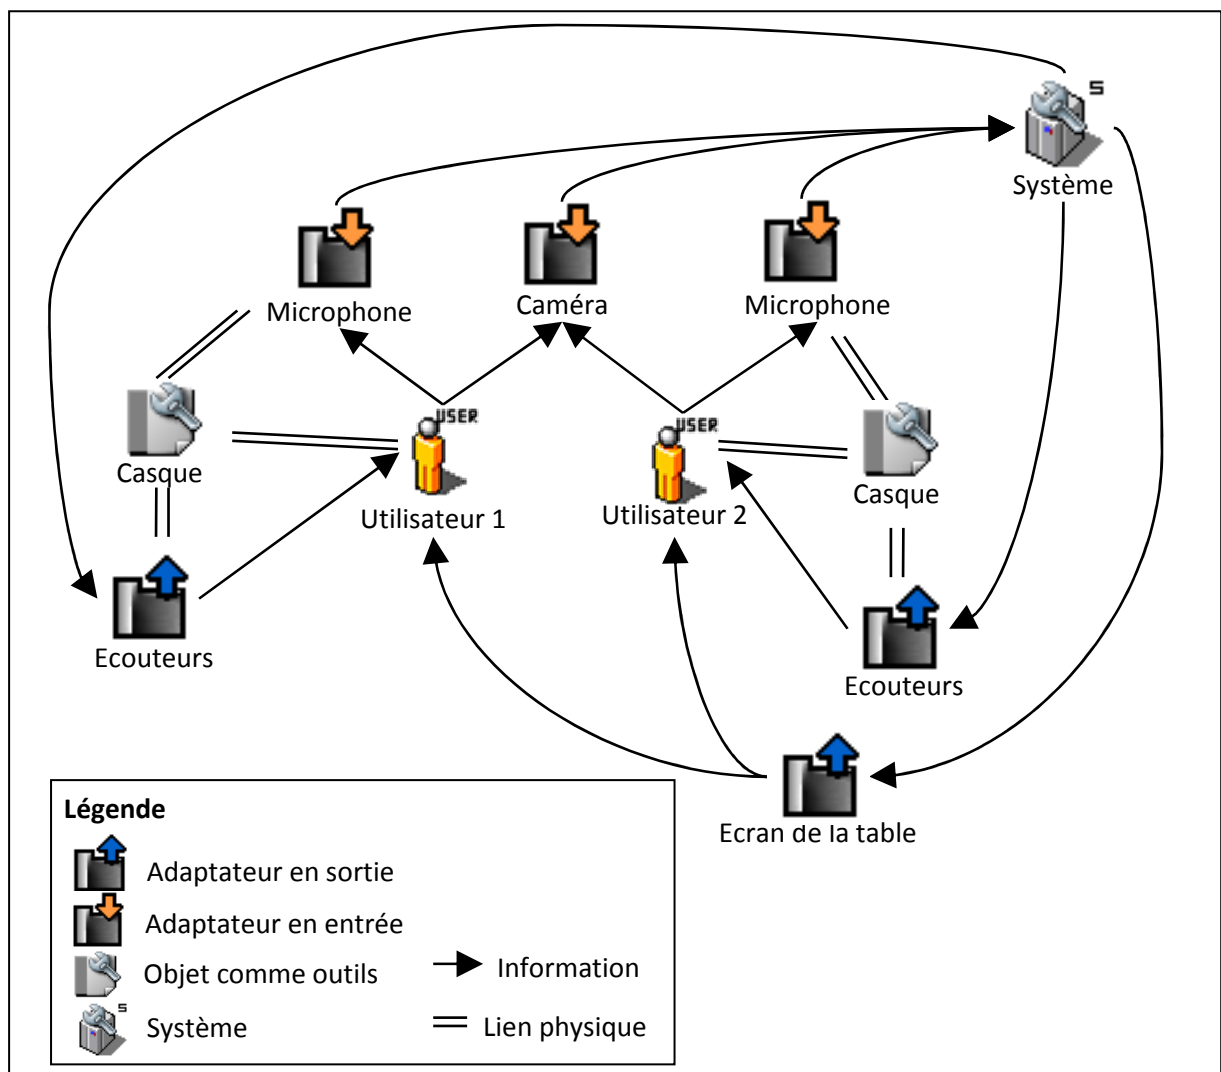 S
Système
Microphone
Caméra
Microphone
USER
USER
Casque
Casque
Utilisateur 1
Utilisateur 2
Ecouteurs
Ecouteurs
Ecran de la table
Légende
Adaptateur en sortie
Adaptateur en entrée
Objet comme outils
Information
S
Système
Lien physique